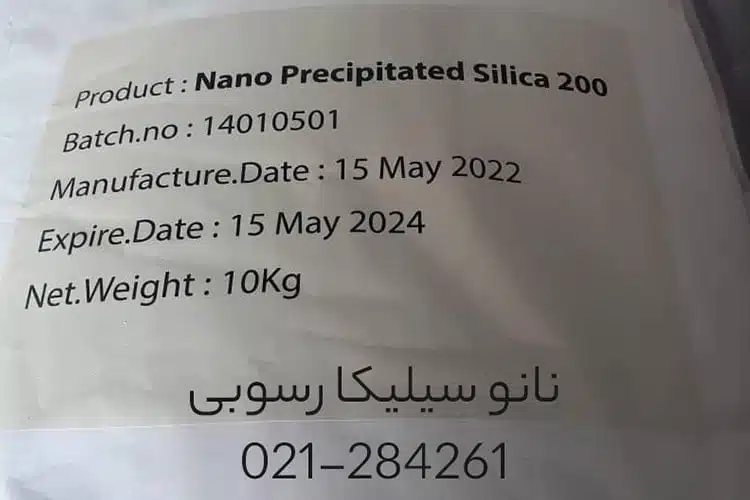 Product : Nano Precipitated Silica 200
Batch.no : 14010501
Manufacture.Date : 15 May 2022
Expire.Date : 15 May 2024
Net.Weight : 10Kg
نانو سیلیکا رسوبی
021-284261